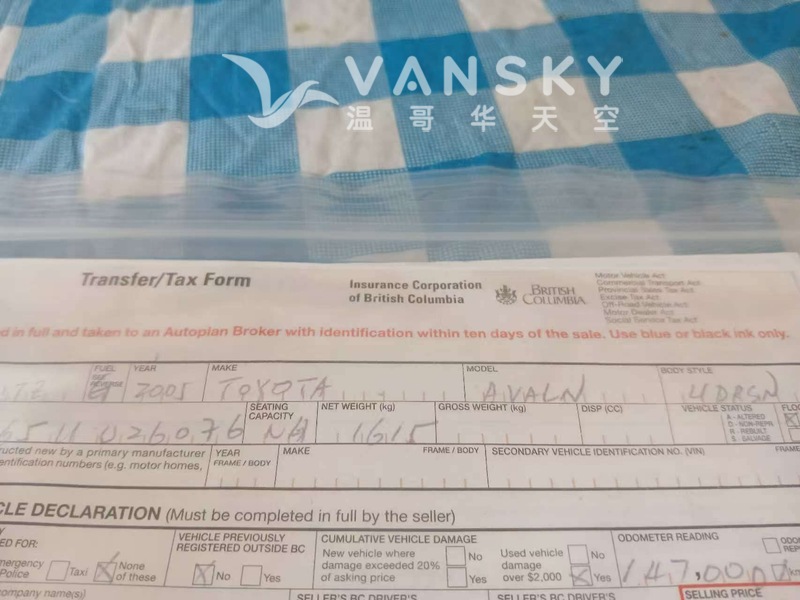 VANSKY
温哥华天空
Transfer/Tax Form
Insurance Corporation
of British Columbia
BRITISH
COLUMBIA
Motor Vehicle Act
Commercial Transport Act
Provincial Sales Tax Act
Excise Tax Act
Off-Road Vehicle Act
Motor Dealer Act
Social Service Tax Act
d in full and taken to an Autoplan Broker with identification within ten days of the sale. Use blue or black ink only.
FUEL YEAR MAKE MODEL BODY STYLE
G 2005 TOYOTA AVALN 4DRSN
SEATING CAPACITY NET WEIGHT (kg) GROSS WEIGHT (kg) DISP (CC) VEHICLE STATUS FLOO
A - ALTERED
R - REBUILT
S - SALVAGE
511 026076 NA 1615
ructed new by a primary manufacturer YEAR MAKE FRAME / BODY SECONDARY VEHICLE IDENTIFICATION NO. (VIN) FRAME
entification numbers (e.g. motor homes, FRAME / BODY
CLE DECLARATION (Must be completed in full by the seller)
ED FOR: VEHICLE PREVIOUSLY REGISTERED OUTSIDE BC CUMULATIVE VEHICLE DAMAGE ODOMETER READING
mergency Police Taxi None of these No Yes
New vehicle where damage exceeded 20% of asking price No Yes
Used vehicle damage over $2,000 No Yes
147,000 km
company name(s) SELLER'S BC DRIVER'S SELLER'S BC DRIVER'S SELLING PRICE